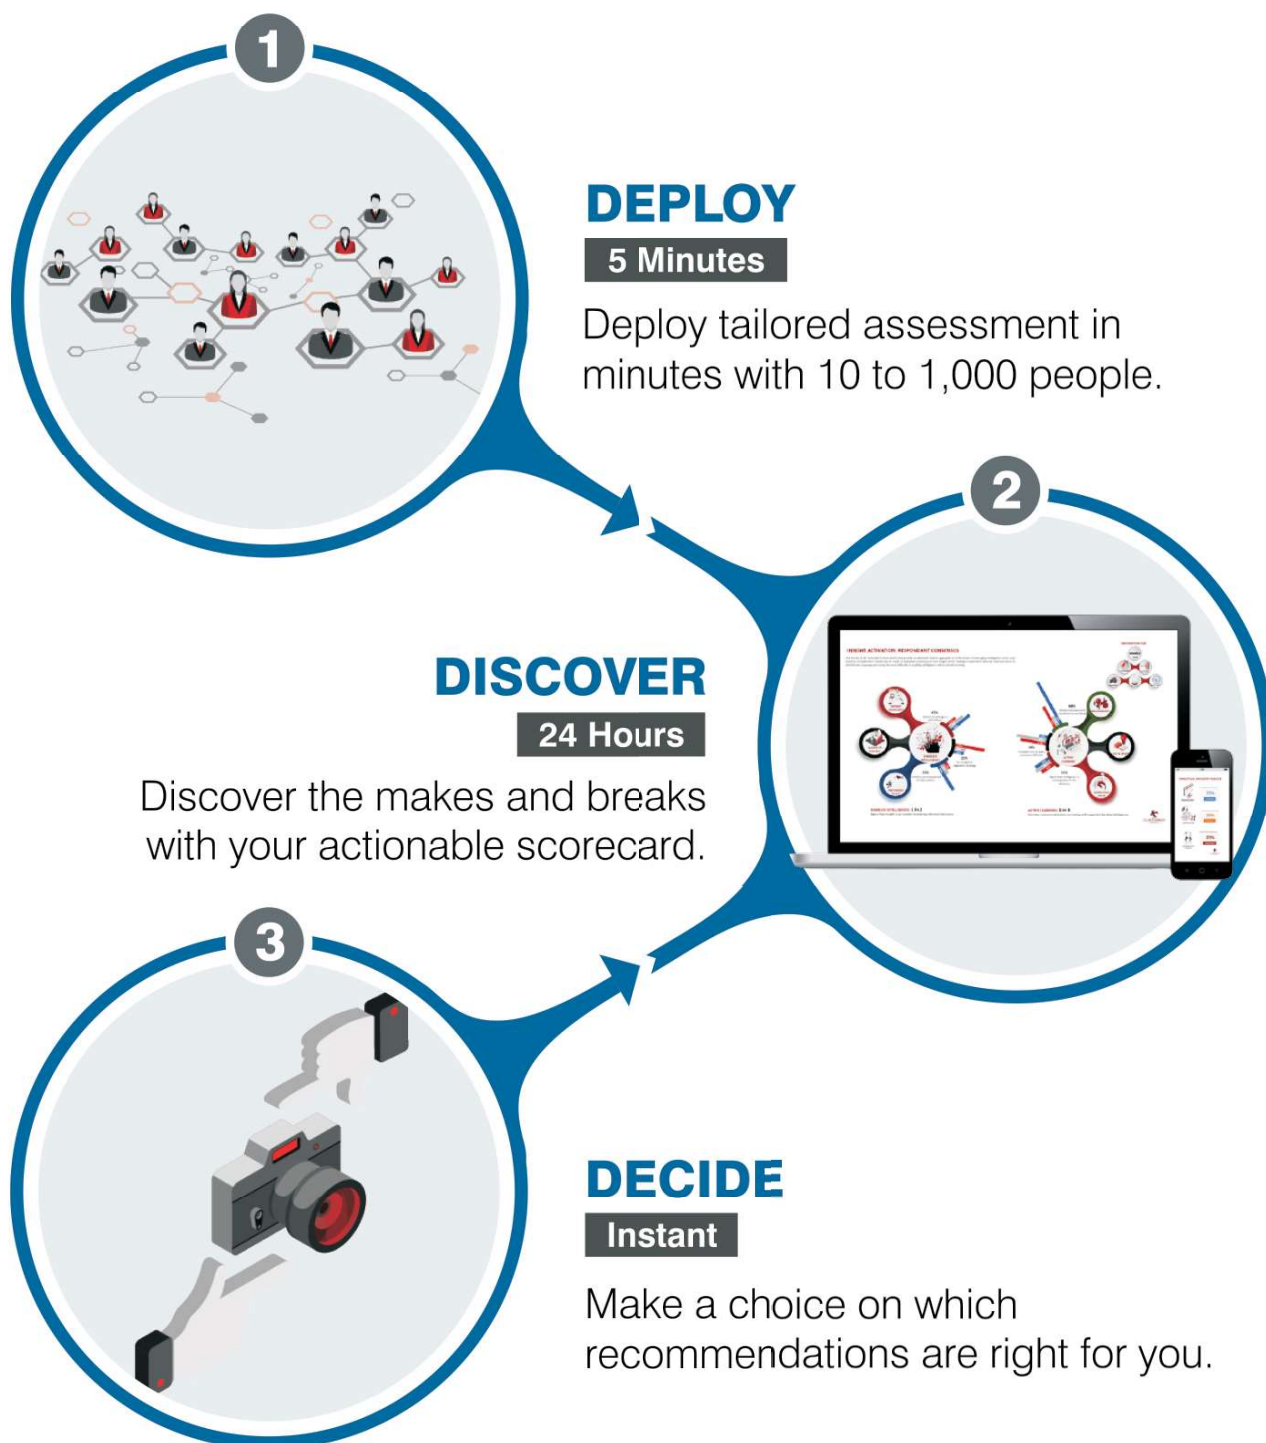 1
DEPLOY
5 Minutes
Deploy tailored assessment in
minutes with 10 to 1,000 people.
2
DISCOVER
24 Hours
Discover the makes and breaks
with your actionable scorecard.
3
DECIDE
Instant
Make a choice on which
recommendations are right for you.